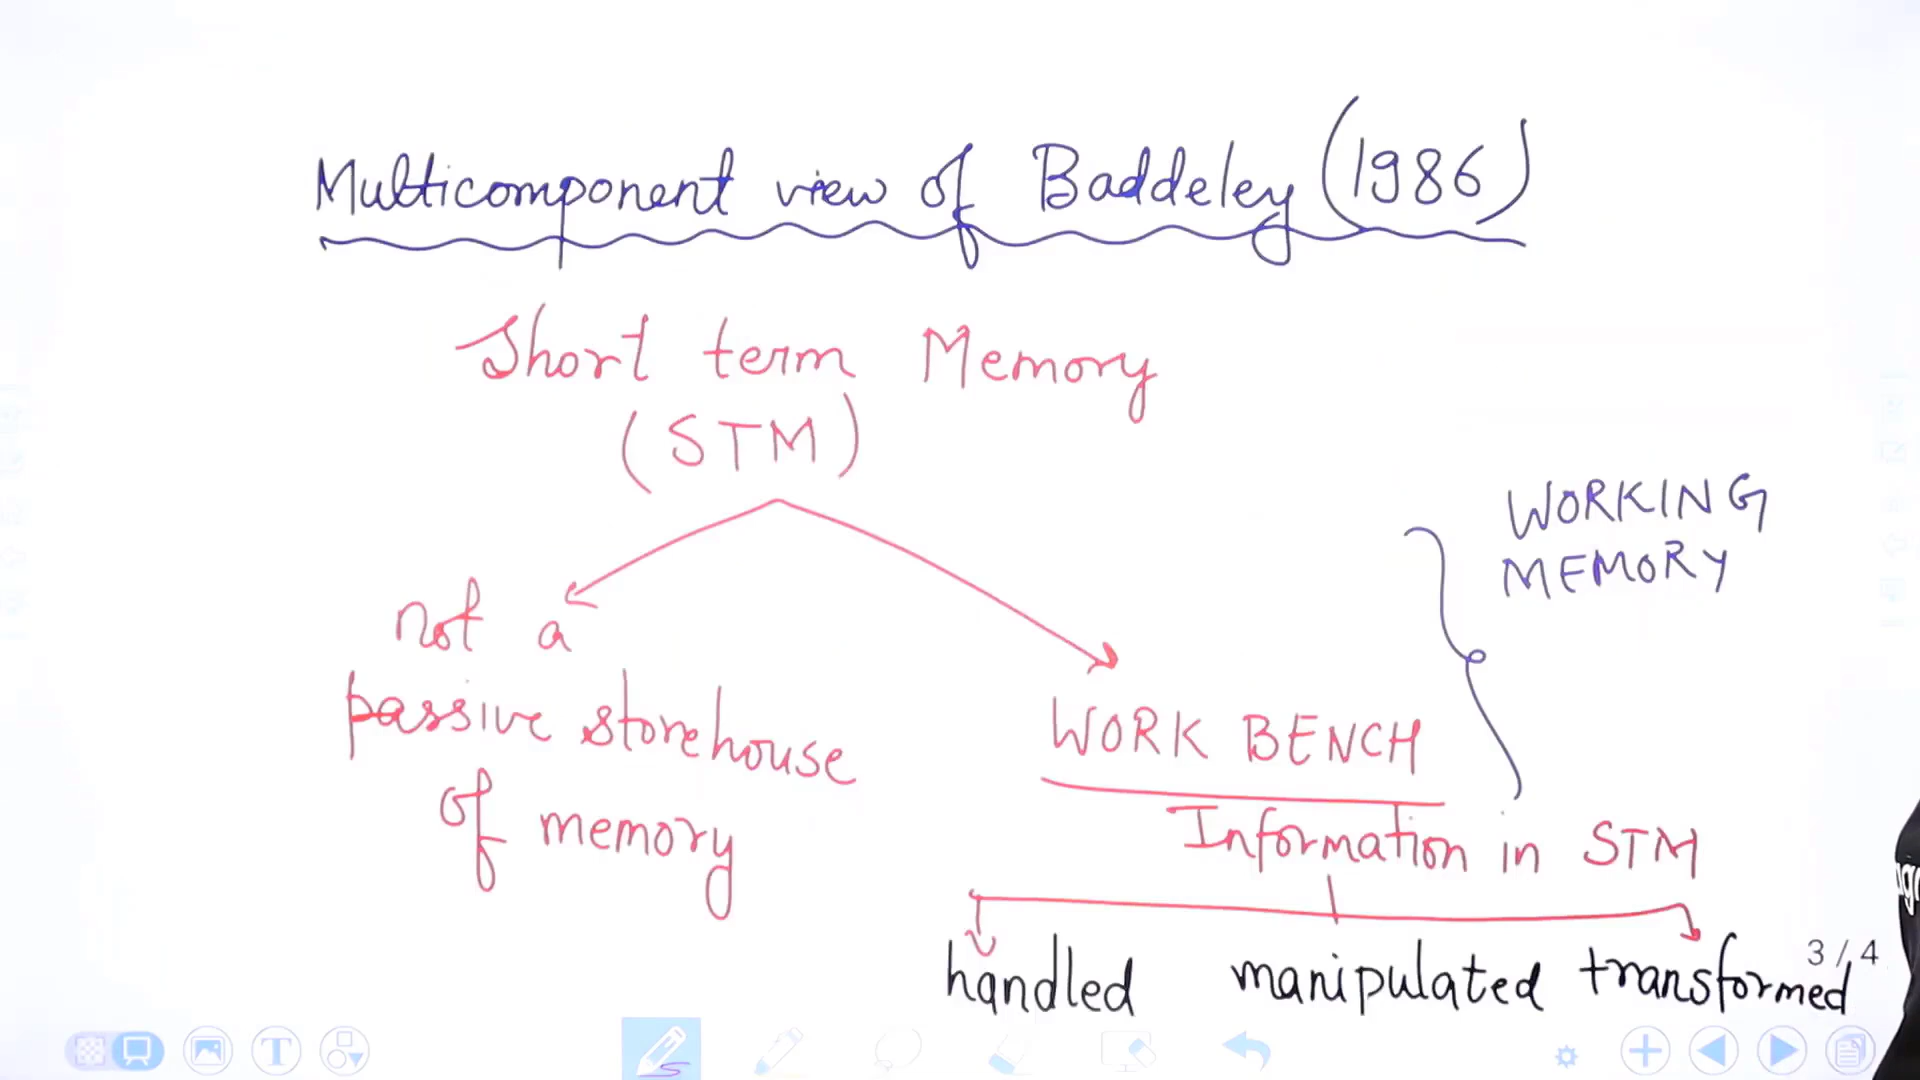 Multicomponent view of Baddeley (1986)
Short term Memory
(STM)
WORKING
MEMORY
not a
passive storehouse
of memory
WORK BENCH
Information in STM
handled manipulated transformed
3 / 4
T